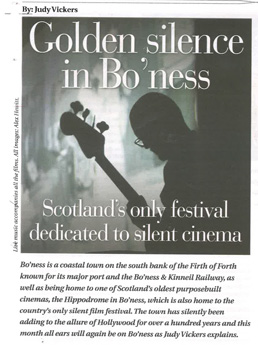 By: Judy Vickers
Golden silence
in Bo'ness
Live music accompanies all the films. All images: Alex Hewitt.
Scotland's only festival
dedicated to silent cinema
Bo'ness is a coastal town on the south bank of the Firth of Forth
known for its major port and the Bo'ness & Kinneil Railway, as
well as being home to one of Scotland's oldest purposebuilt
cinemas, the Hippodrome in Bo'ness, which is also home to the
country's only silent film festival. The town has silently been
adding to the allure of Hollywood for over a hundred years and this
month all ears will again be on Bo'ness as Judy Vickers explains.